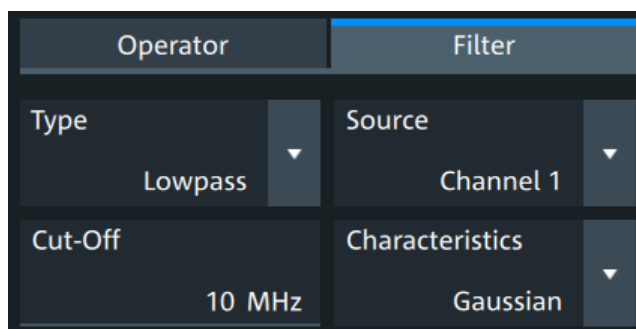 Operator
Filter
Type
Source
Lowpass
Channel 1
Cut-Off
Characteristics
10 MHz
Gaussian